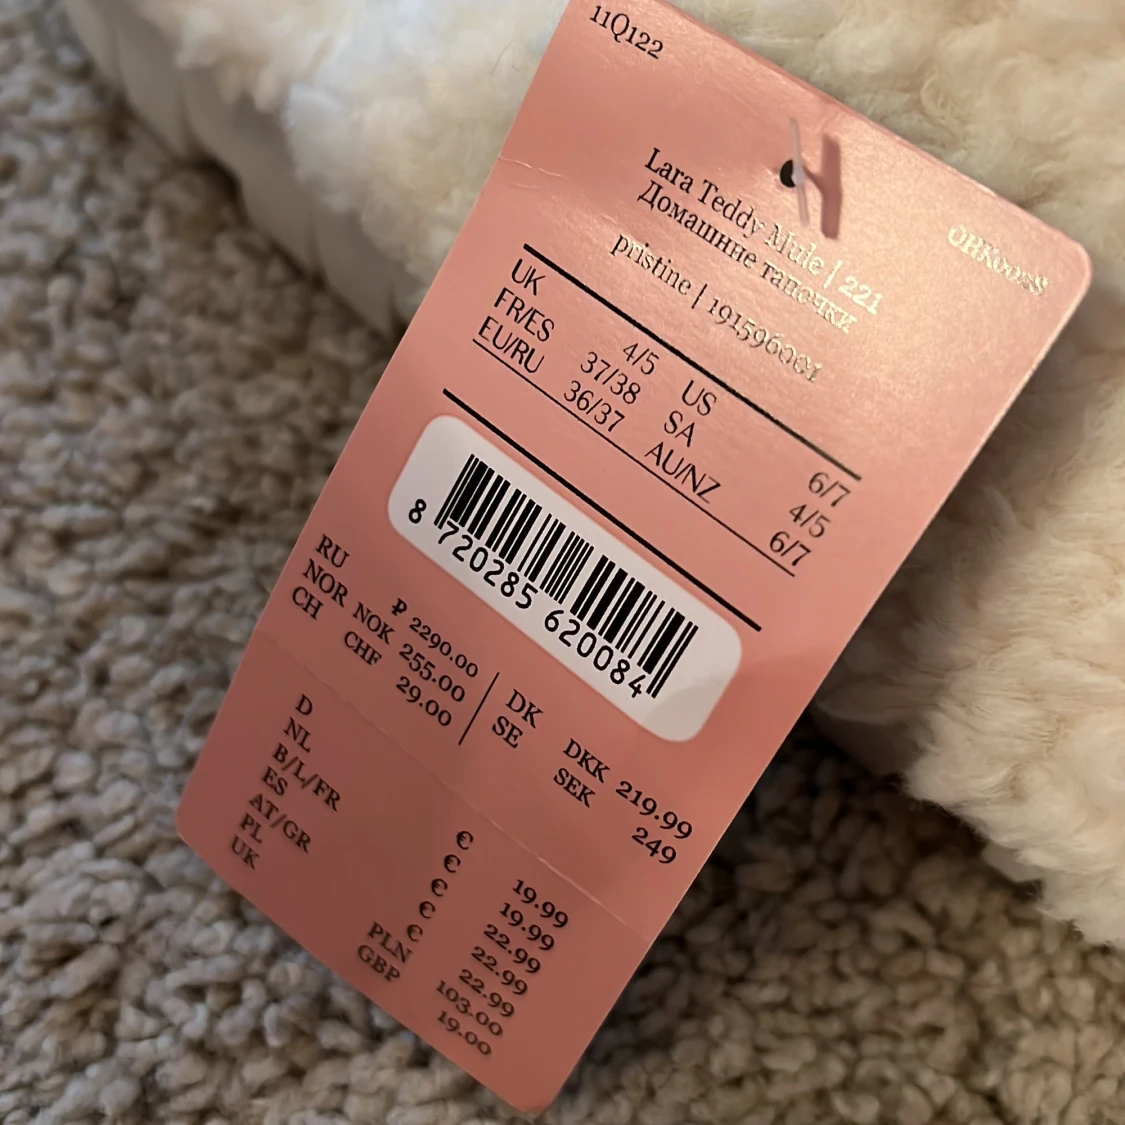 11Q122
Lara Teddy Mule | 221
Домашние тапочки
pristine | 191596001
UK 4/5 US 6/7
FR/ES 37/38 SA 4/5
EU/RU 36/37 AU/NZ 6/7
8 720285 620084
RU ₽ 2290.00
NOR NOK 255.00 DK DKK 219.99
CH CHF 29.00 SE SEK 249
D € 19.99
NL € 19.99
B/L/FR € 22.99
ES € 22.99
AT/GR € 22.99
PL PLN 103.00
UK GBP 19.00